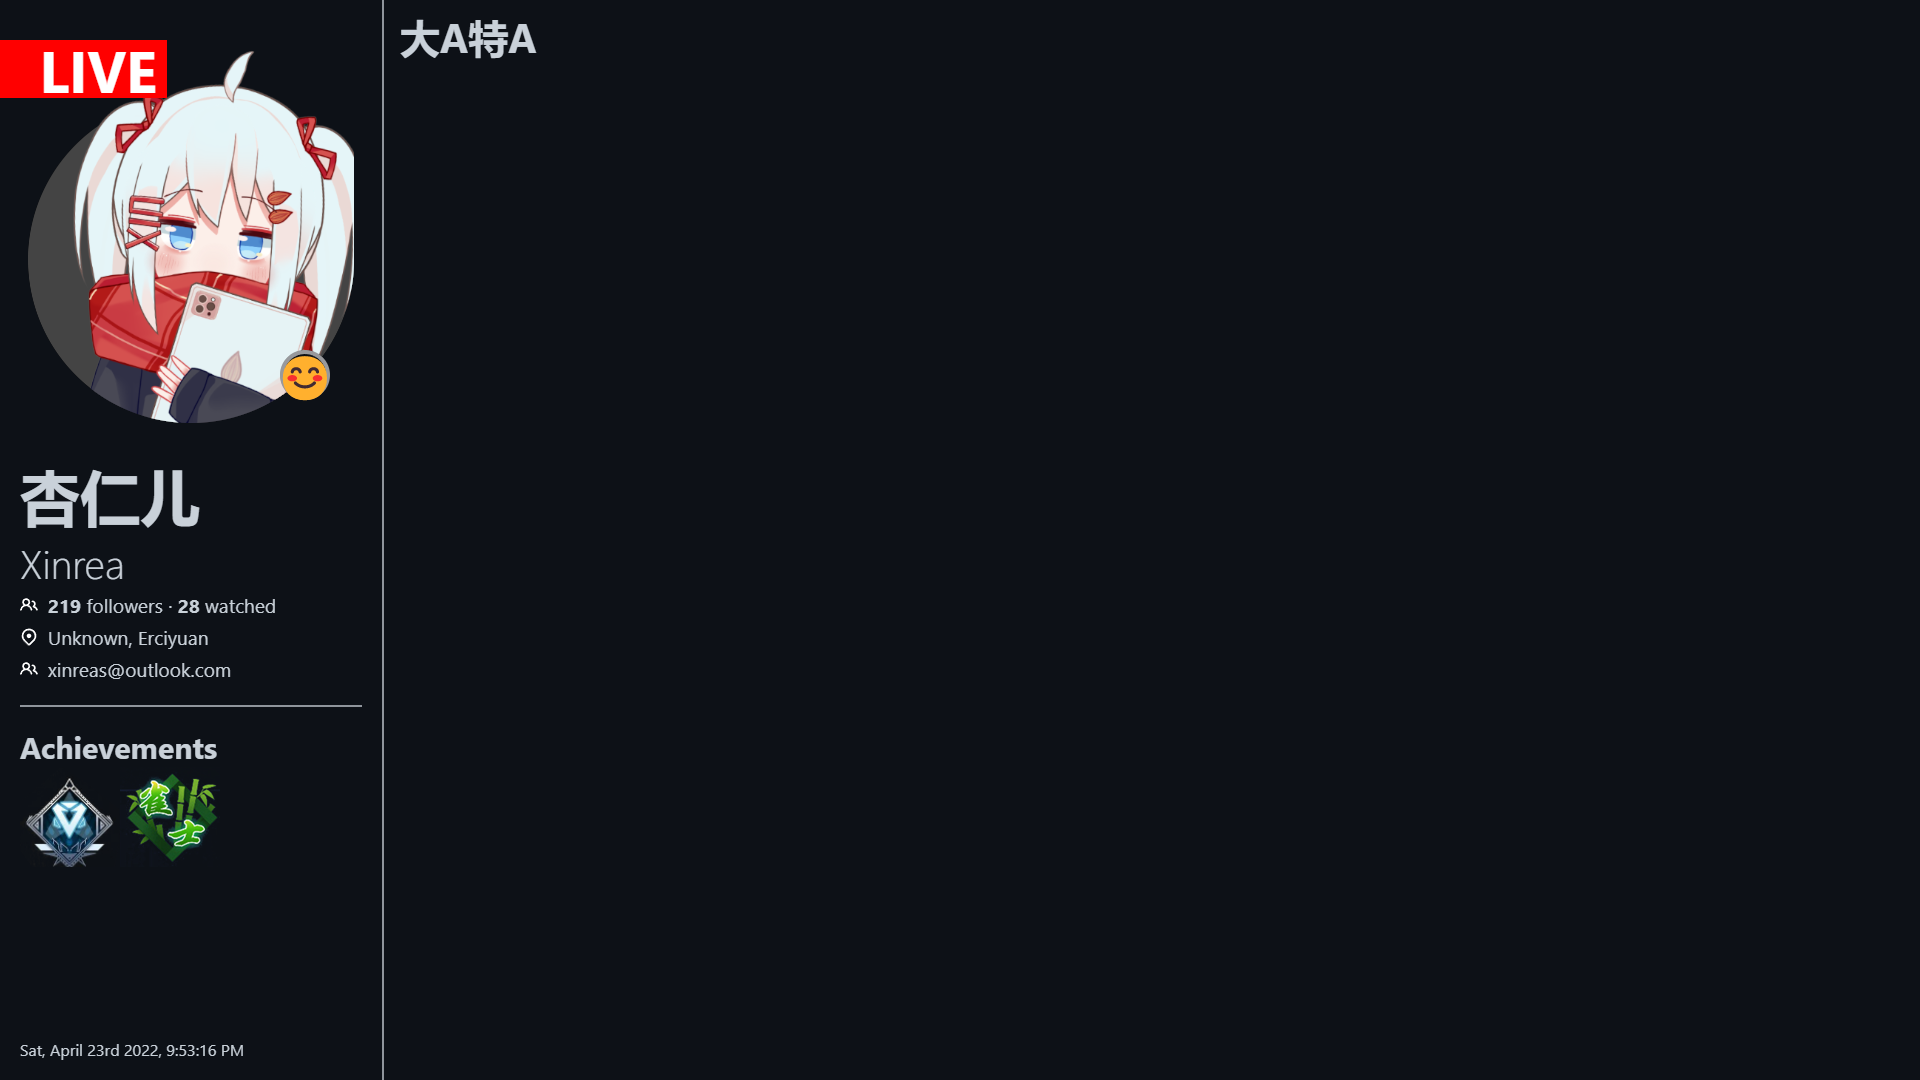 LIVE
杏仁儿
Xinrea
219 followers · 28 watched
Unknown, Erciyuan
xinreas@outlook.com
Achievements
雀士
Sat, April 23rd 2022, 9:53:16 PM
大A特A